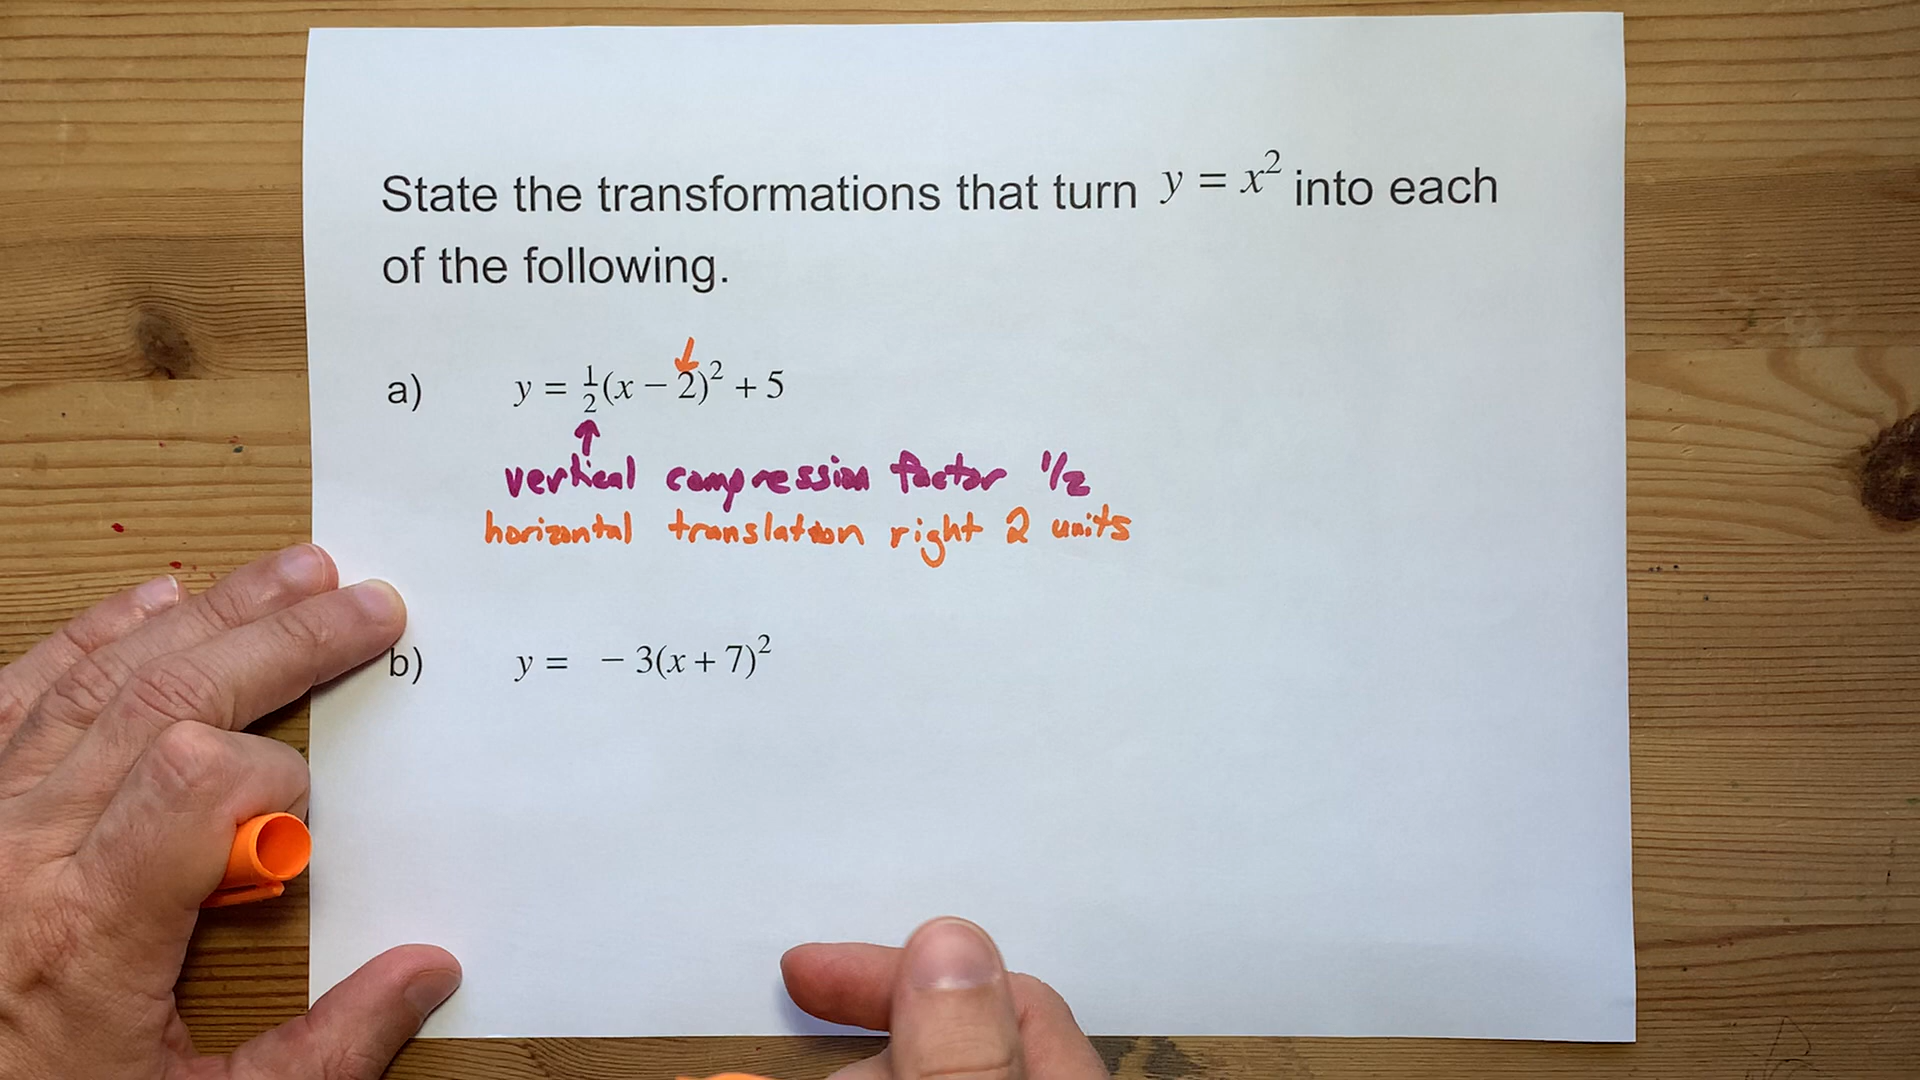 State the transformations that turn y = x² into each
of the following.
a) y = ½(x − 2)² + 5
vertical compression factor 1/2
horizontal translation right 2 units
b) y = − 3(x + 7)²